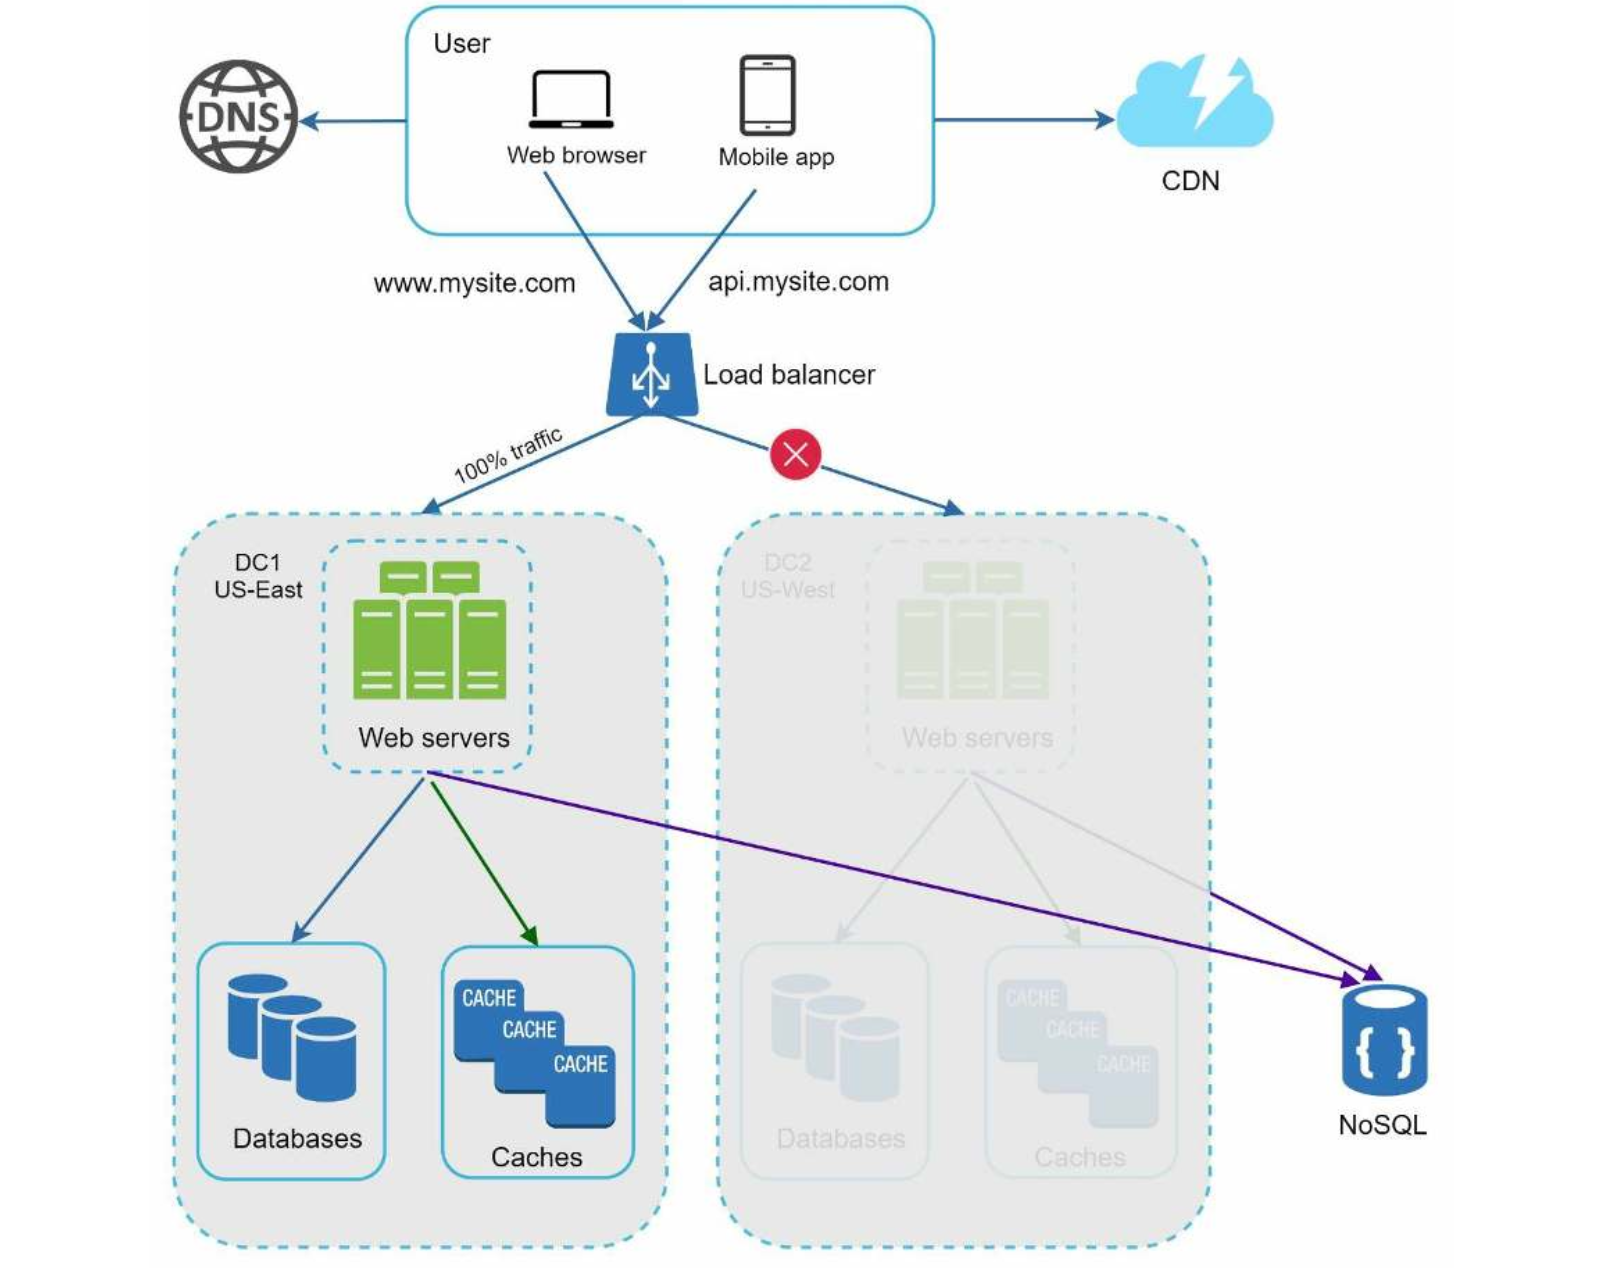 User
DNS
Web browser
Mobile app
CDN
www.mysite.com
api.mysite.com
Load balancer
100% traffic
DC1
US-East
Web servers
DC2
US-West
Web servers
CACHE
CACHE
CACHE
Databases
Caches
CACHE
CACHE
CACHE
Databases
Caches
{ }
NoSQL